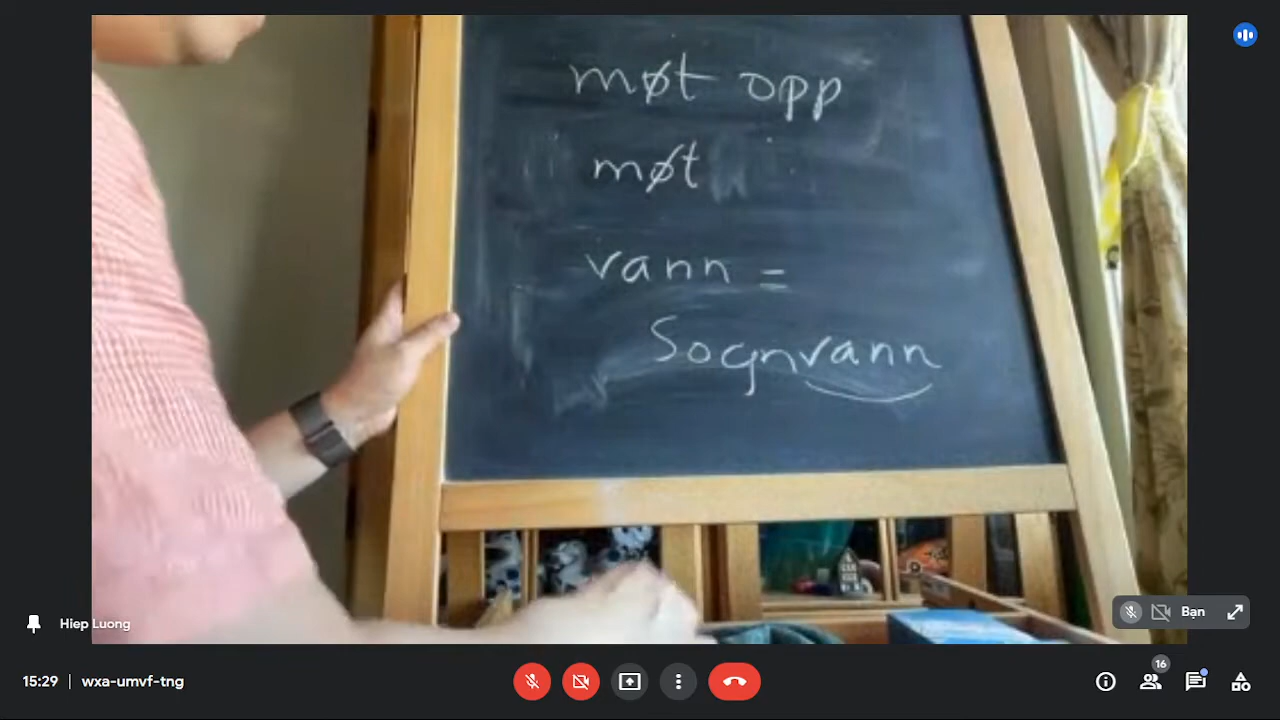 møt opp
møt
vann =
Sognvann
Hiep Luong
Bạn
15:29 | wxa-umvf-tng
16